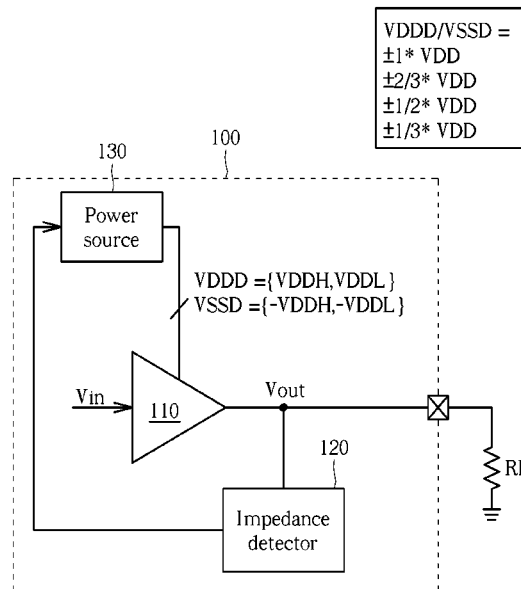 VDDD/VSSD =
±1* VDD
±2/3* VDD
±1/2* VDD
±1/3* VDD
130
100
Power
source
VDDD ={VDDH,VDDL}
VSSD ={-VDDH,-VDDL}
Vin
110
Vout
120
Impedance
detector